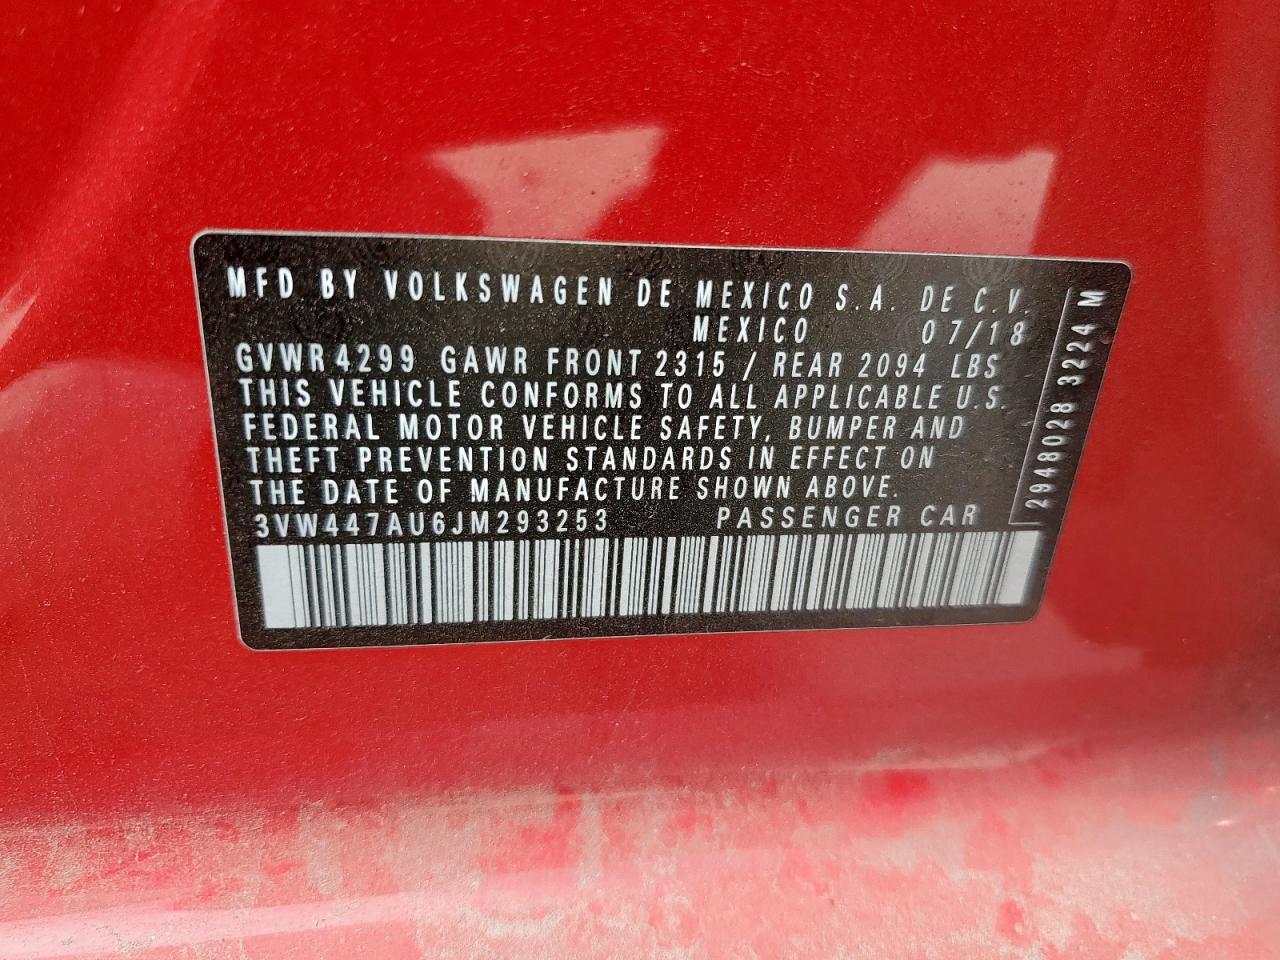 MFD BY VOLKSWAGEN DE MEXICO S.A. DE C.V.
MEXICO 07/18
GVWR 4299 GAWR FRONT 2315 / REAR 2094 LBS
THIS VEHICLE CONFORMS TO ALL APPLICABLE U.S.
FEDERAL MOTOR VEHICLE SAFETY, BUMPER AND
THEFT PREVENTION STANDARDS IN EFFECT ON
THE DATE OF MANUFACTURE SHOWN ABOVE.
3VW447AU6JM293253 PASSENGER CAR
2948028 3224 M